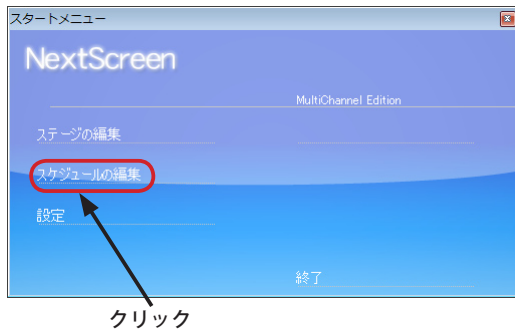 スタートメニュー
NextScreen
MultiChannel Edition
ステージの編集
スケジュールの編集
設定
終了
クリック